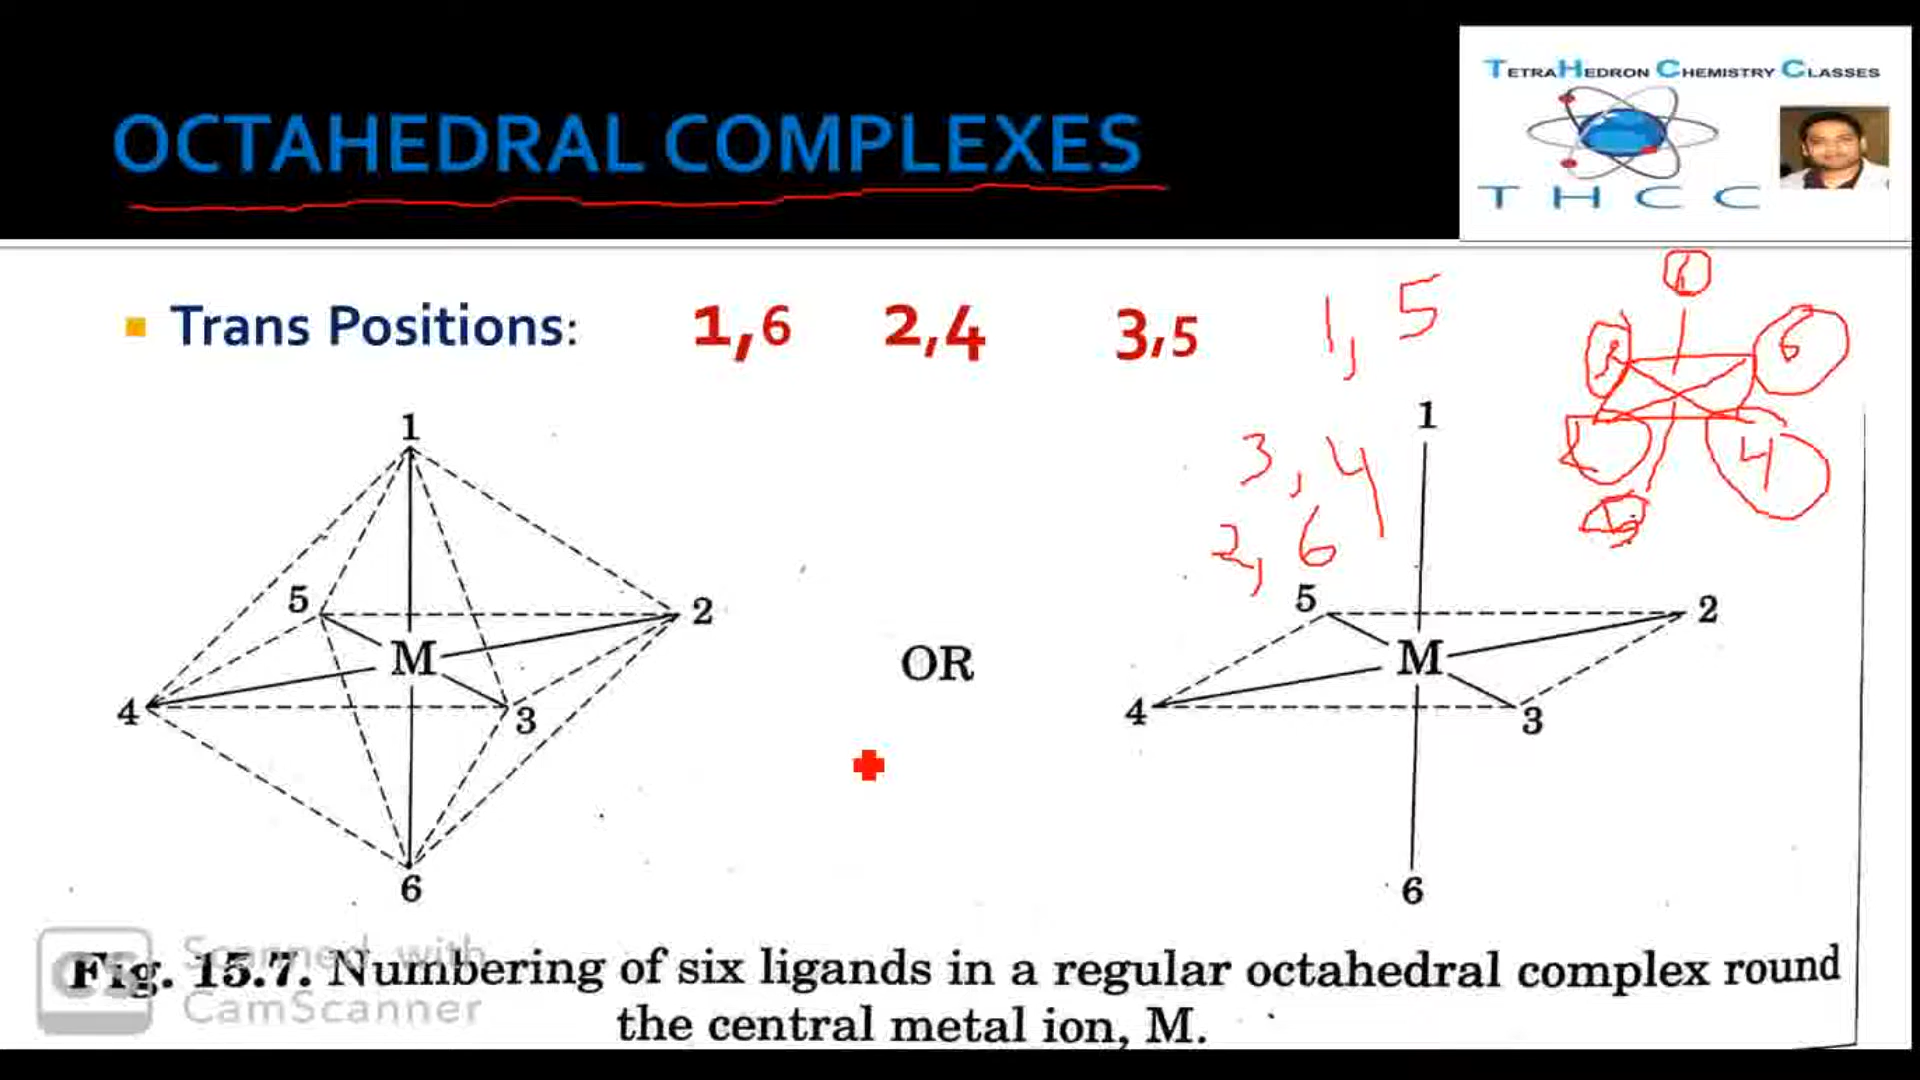 TETRAHEDRON CHEMISTRY CLASSES
THCC
OCTAHEDRAL COMPLEXES
Trans Positions: 1,6 2,4 3,5
1, 5
3, 4
2, 6
1
6
4
1
5
2
M
4
3
6
OR
1
5
2
M
4
3
6
Scanned with
CS
CamScanner
Fig. 15.7. Numbering of six ligands in a regular octahedral complex round
the central metal ion, M.